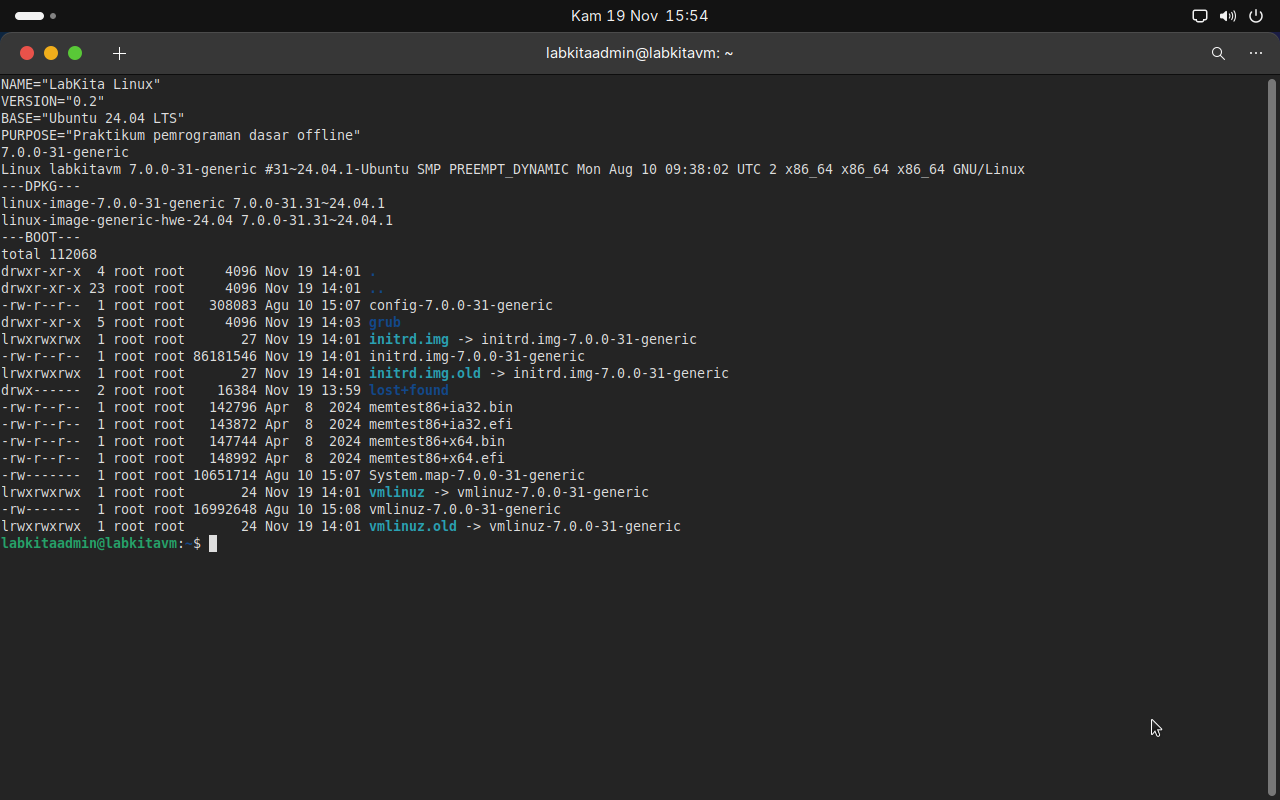 Kam 19 Nov 15:54
labkitaadmin@labkitavm: ~
NAME="LabKita Linux"
VERSION="0.2"
BASE="Ubuntu 24.04 LTS"
PURPOSE="Praktikum pemrograman dasar offline"
7.0.0-31-generic
Linux labkitavm 7.0.0-31-generic #31~24.04.1-Ubuntu SMP PREEMPT_DYNAMIC Mon Aug 10 09:38:02 UTC 2 x86_64 x86_64 x86_64 GNU/Linux
---DPKG---
linux-image-7.0.0-31-generic 7.0.0-31.31~24.04.1
linux-image-generic-hwe-24.04 7.0.0-31.31~24.04.1
---BOOT---
total 112068
drwxr-xr-x  4 root root     4096 Nov 19 14:01 .
drwxr-xr-x 23 root root     4096 Nov 19 14:01 ..
-rw-r--r--  1 root root   308083 Agu 10 15:07 config-7.0.0-31-generic
drwxr-xr-x  5 root root     4096 Nov 19 14:03 grub
lrwxrwxrwx  1 root root       27 Nov 19 14:01 initrd.img -> initrd.img-7.0.0-31-generic
-rw-r--r--  1 root root 86181546 Nov 19 14:01 initrd.img-7.0.0-31-generic
lrwxrwxrwx  1 root root       27 Nov 19 14:01 initrd.img.old -> initrd.img-7.0.0-31-generic
drwx------  2 root root    16384 Nov 19 13:59 lost+found
-rw-r--r--  1 root root   142796 Apr  8  2024 memtest86+ia32.bin
-rw-r--r--  1 root root   143872 Apr  8  2024 memtest86+ia32.efi
-rw-r--r--  1 root root   147744 Apr  8  2024 memtest86+x64.bin
-rw-r--r--  1 root root   148992 Apr  8  2024 memtest86+x64.efi
-rw-------  1 root root 10651714 Agu 10 15:07 System.map-7.0.0-31-generic
lrwxrwxrwx  1 root root       24 Nov 19 14:01 vmlinuz -> vmlinuz-7.0.0-31-generic
-rw-------  1 root root 16992648 Agu 10 15:08 vmlinuz-7.0.0-31-generic
lrwxrwxrwx  1 root root       24 Nov 19 14:01 vmlinuz.old -> vmlinuz-7.0.0-31-generic
labkitaadmin@labkitavm:~$